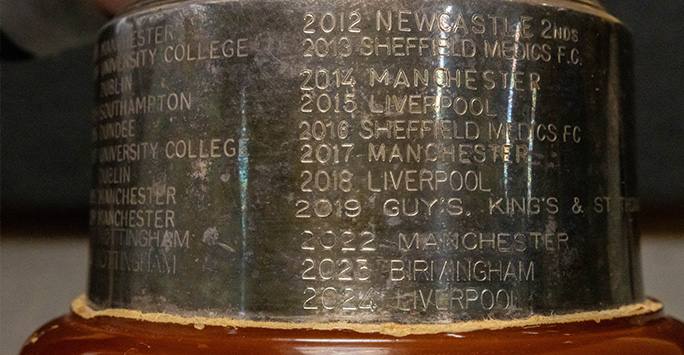 MANCHESTER
UNIVERSITY COLLEGE
DUBLIN
SOUTHAMPTON
DUNDEE
UNIVERSITY COLLEGE
DUBLIN
MANCHESTER
MANCHESTER
NOTTINGHAM
NOTTINGHAM
2012 NEWCASTLE 2NDS
2013 SHEFFIELD MEDICS F.C.
2014 MANCHESTER
2015 LIVERPOOL
2016 SHEFFIELD MEDICS FC
2017 MANCHESTER
2018 LIVERPOOL
2019 GUY'S, KING'S & ST
2022 MANCHESTER
2023 BIRMINGHAM
2024 LIVERPOOL